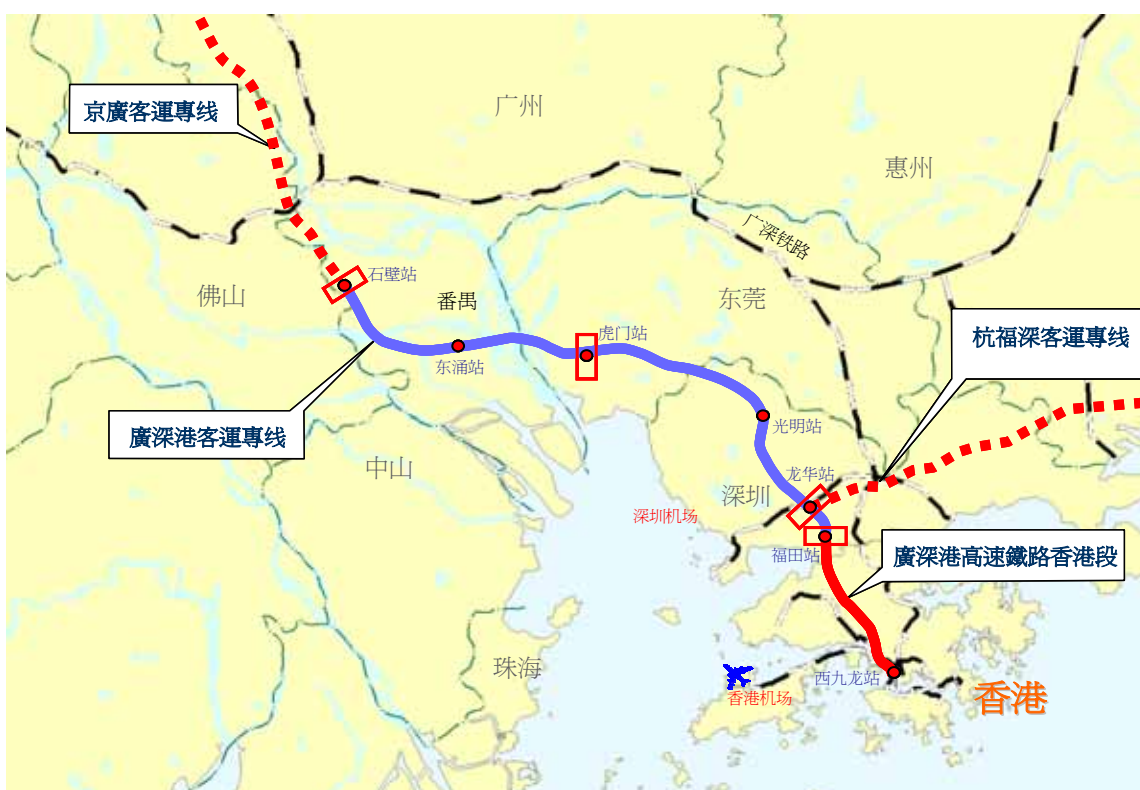 广州
京廣客運專线
惠州
广深铁路
石壁站
佛山
番禺
东莞
虎门站
杭福深客運專线
东涌站
光明站
廣深港客運專线
中山
龙华站
深圳
深圳机场
福田站
廣深港高速鐵路香港段
珠海
西九龙站
香港机场
香港